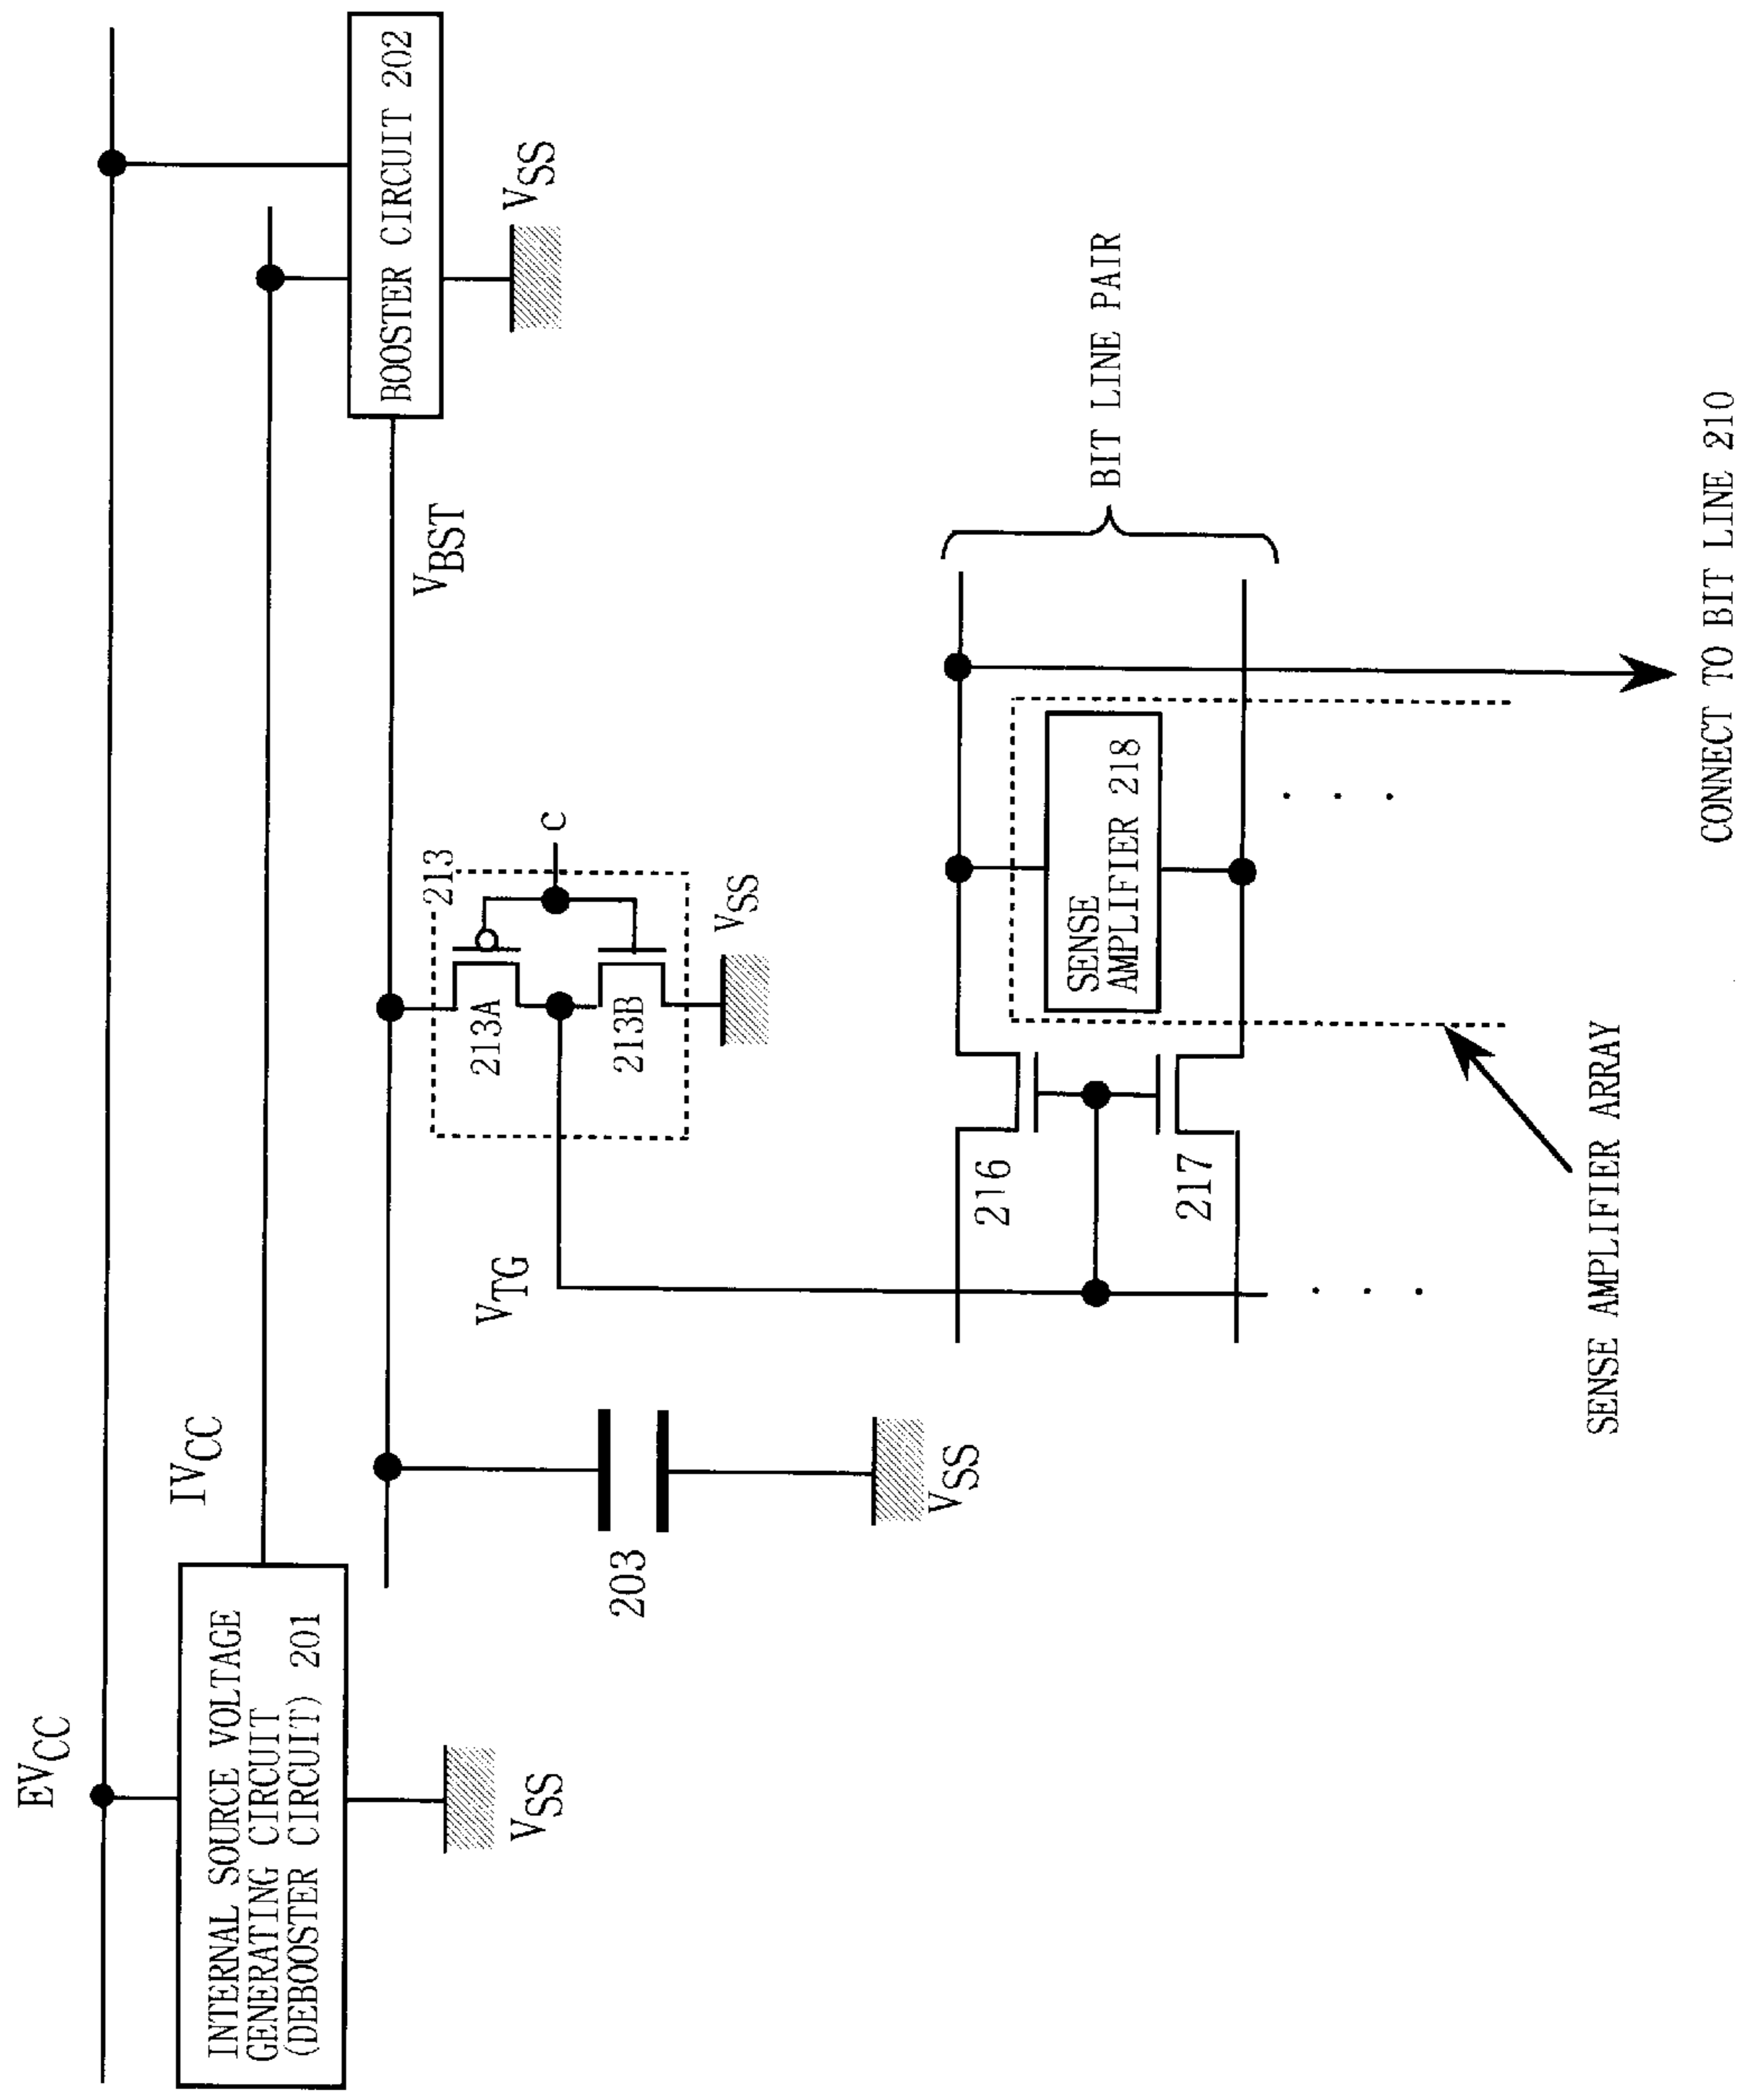 EVCC
INTERNAL SOURCE VOLTAGE
GENERATING CIRCUIT
(DEBOOSTER CIRCUIT) 201
VSS
IVCC
BOOSTER CIRCUIT 202
VSS
VBST
203
VSS
213
213A
213B
c
VSS
VTG
216
217
SENSE
AMPLIFIER 218
. . .
. . .
BIT LINE PAIR
SENSE AMPLIFIER ARRAY
CONNECT TO BIT LINE 210